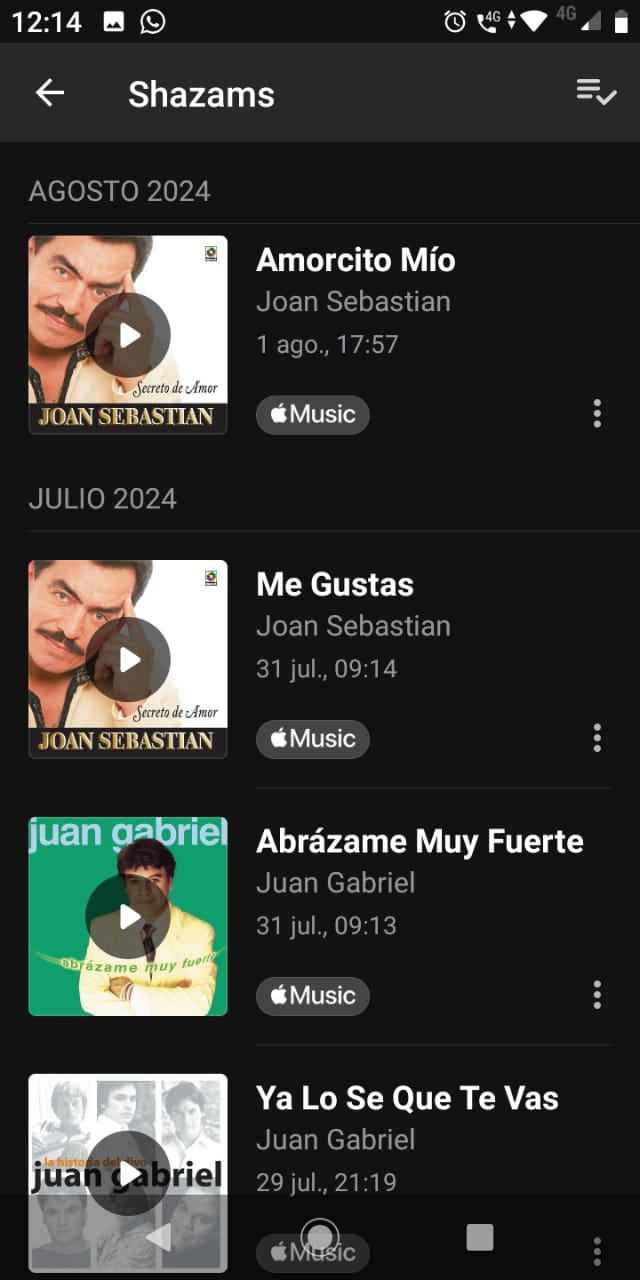 12:14
4G
4G
Shazams
AGOSTO 2024
Amorcito Mío
Joan Sebastian
1 ago., 17:57
Music
Secreto de Amor
JOAN SEBASTIAN
JULIO 2024
Me Gustas
Joan Sebastian
31 jul., 09:14
Music
Secreto de Amor
JOAN SEBASTIAN
juan gabriel
abrázame muy fuerte
Abrázame Muy Fuerte
Juan Gabriel
31 jul., 09:13
Music
Ya Lo Se Que Te Vas
Juan Gabriel
29 jul., 21:19
Music
la historia del divo
juan gabriel